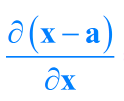 ∂(𝐱 − 𝐚)
∂𝐱